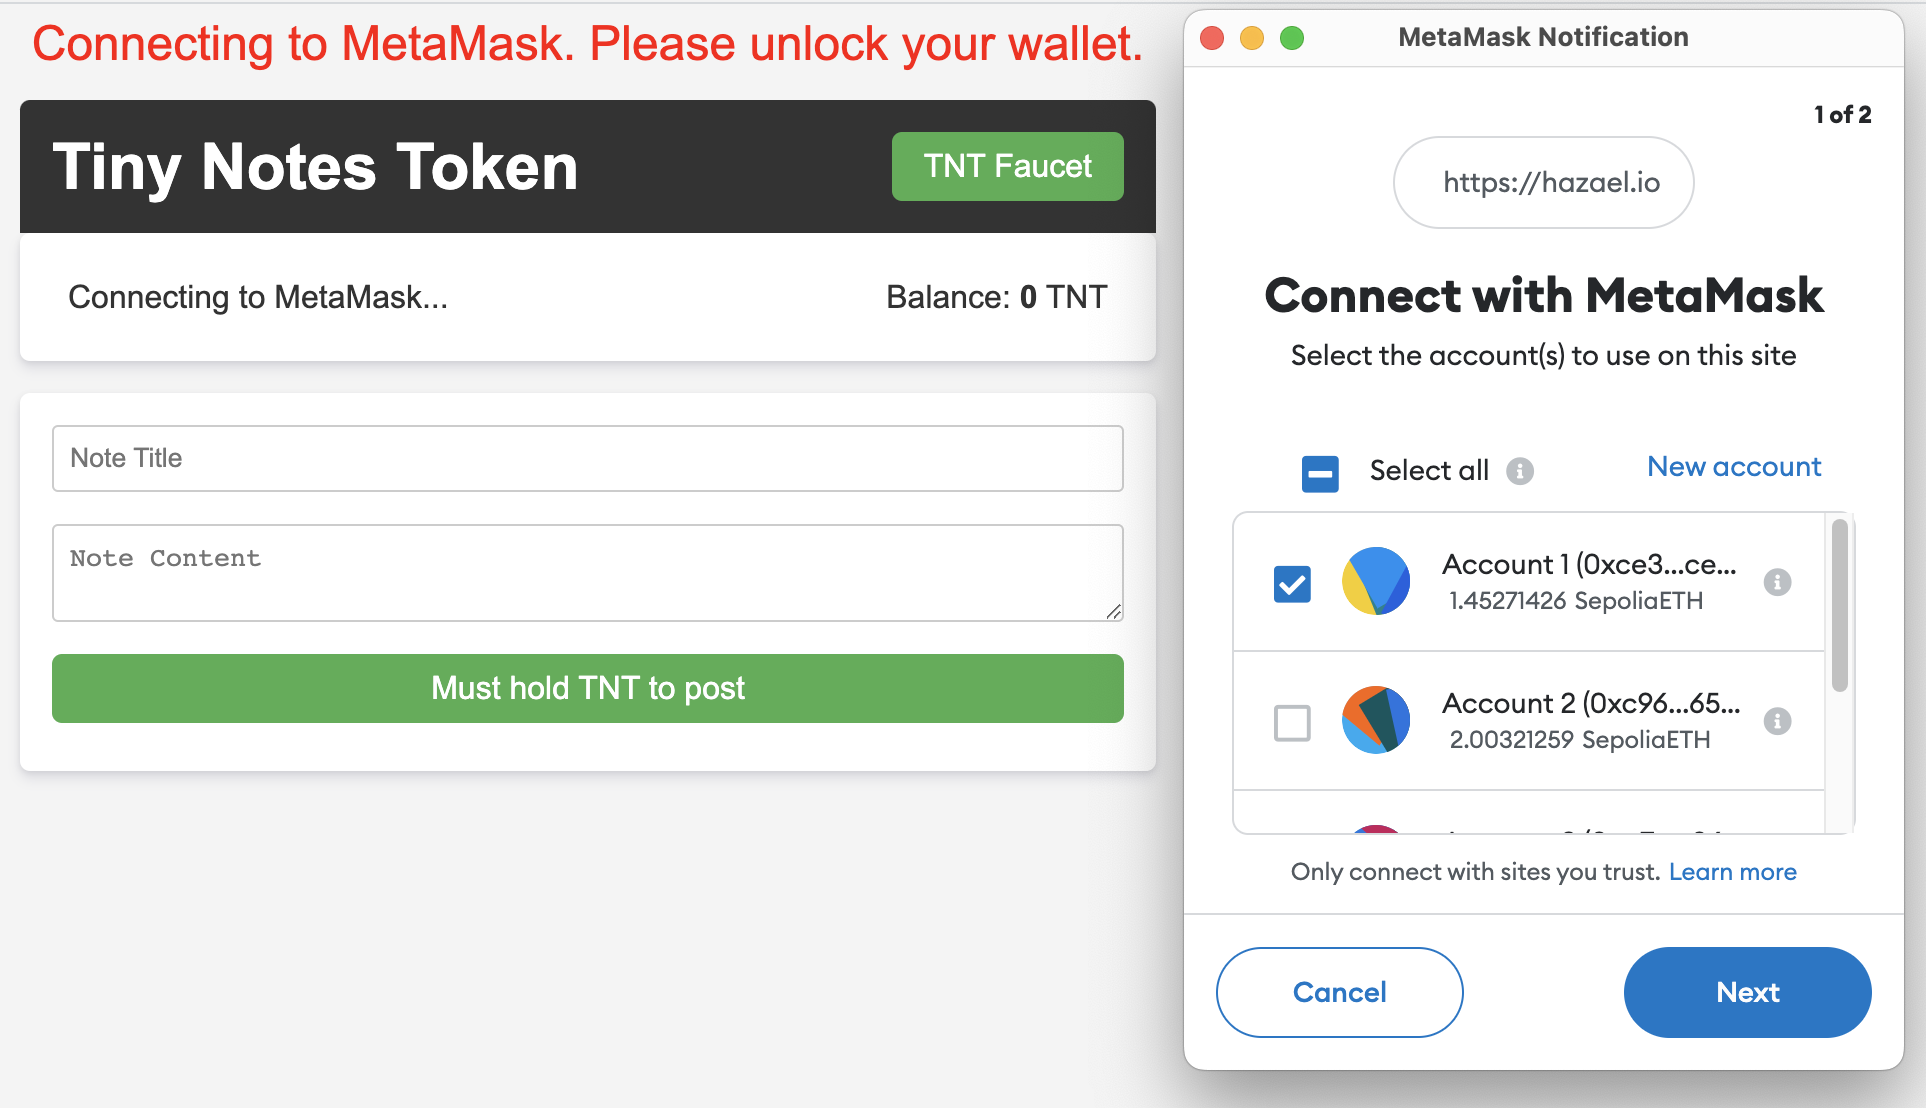 Connecting to MetaMask. Please unlock your wallet.
Tiny Notes Token
TNT Faucet
Connecting to MetaMask...
Balance: 0 TNT
Note Title
Note Content
Must hold TNT to post
MetaMask Notification
1 of 2
https://hazael.io
Connect with MetaMask
Select the account(s) to use on this site
Select all
New account
Account 1 (0xce3...ce...
1.45271426 SepoliaETH
Account 2 (0xc96...65...
2.00321259 SepoliaETH
Only connect with sites you trust. Learn more
Cancel
Next